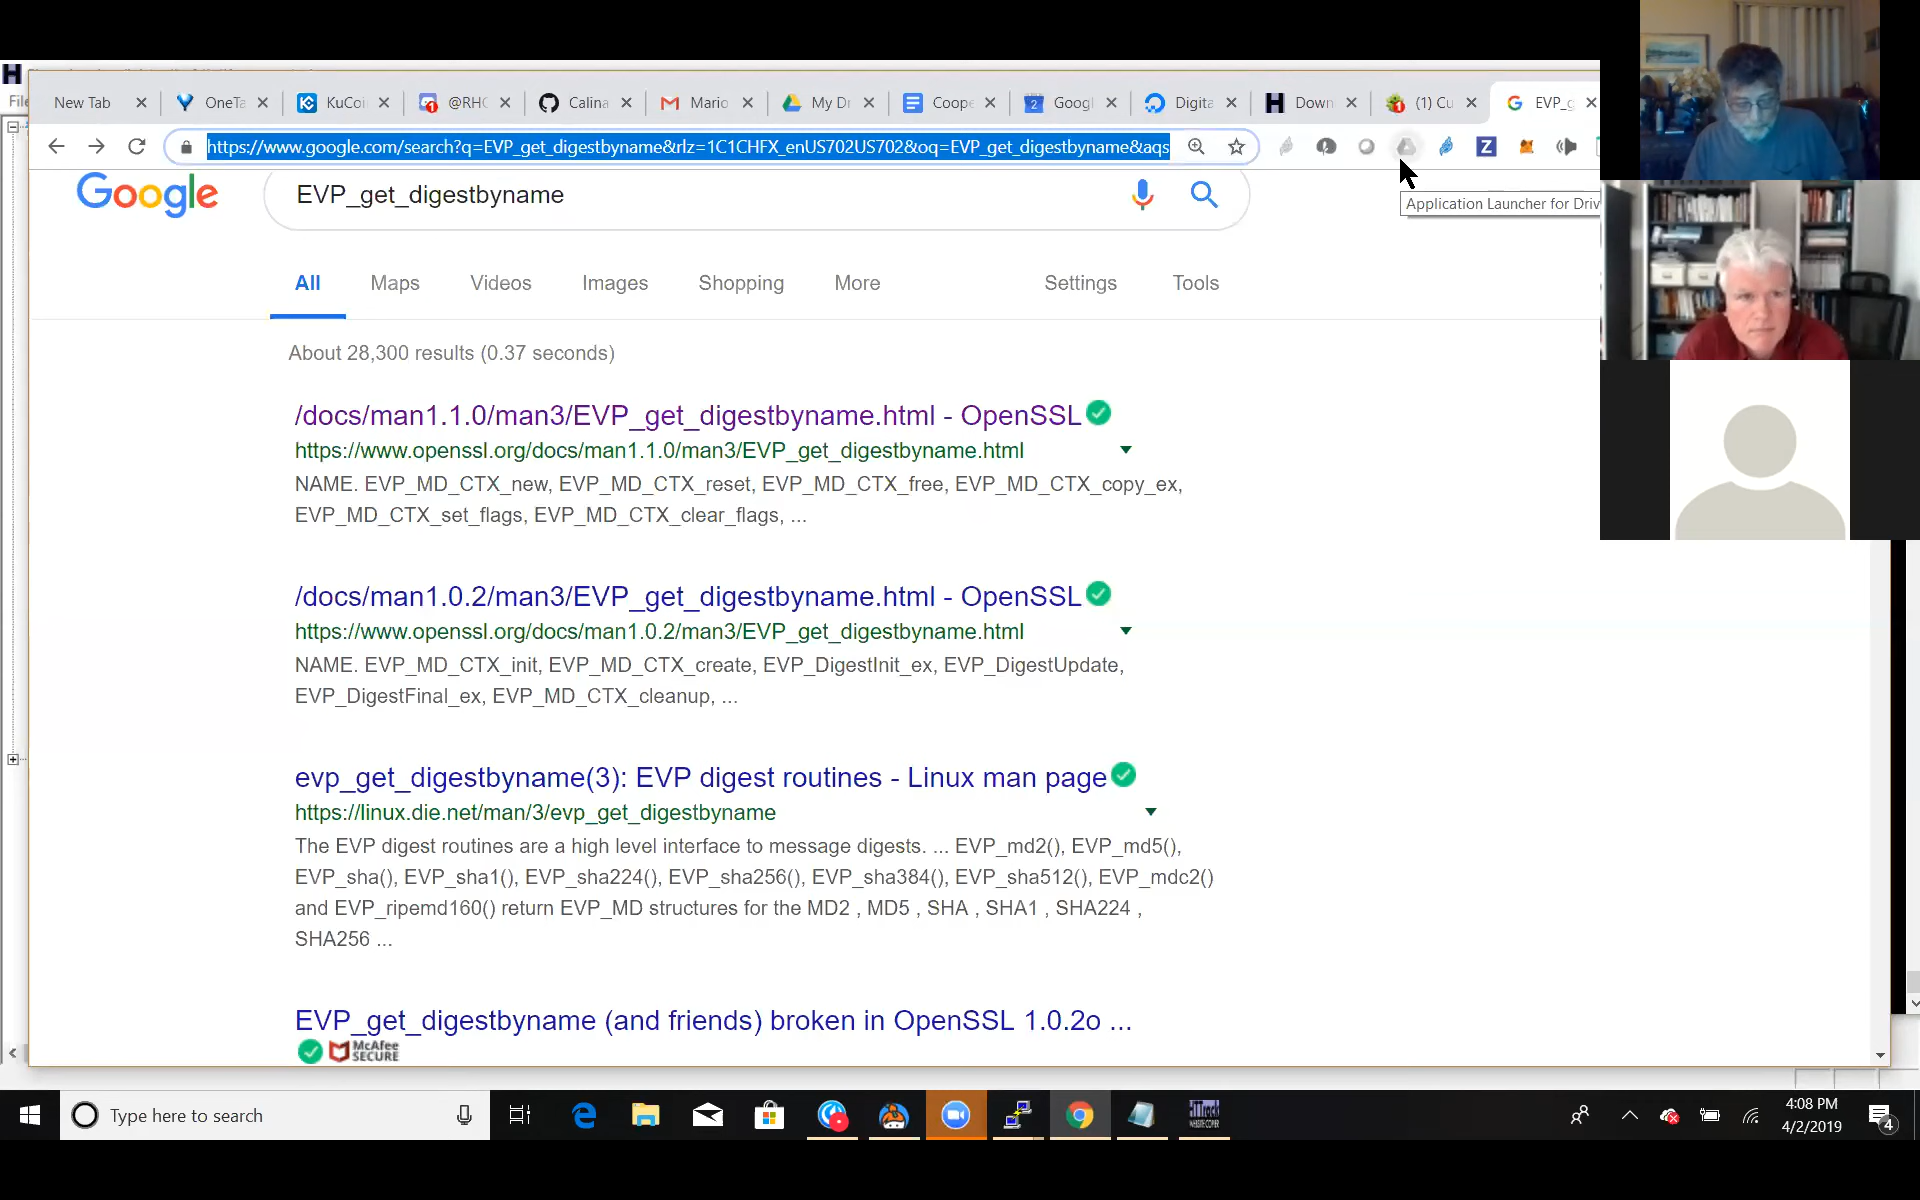 File
New Tab
OneTa
KuCoi
@RHC
Calina
Mario
My Dr
Coope
2 Googl
Digita
H Down
(1) Cu
EVP_g
https://www.google.com/search?q=EVP_get_digestbyname&rlz=1C1CHFX_enUS702US702&oq=EVP_get_digestbyname&aqs
Z
Google
EVP_get_digestbyname
Application Launcher for Driv
All
Maps
Videos
Images
Shopping
More
Settings
Tools
About 28,300 results (0.37 seconds)
/docs/man1.1.0/man3/EVP_get_digestbyname.html - OpenSSL
https://www.openssl.org/docs/man1.1.0/man3/EVP_get_digestbyname.html
NAME. EVP_MD_CTX_new, EVP_MD_CTX_reset, EVP_MD_CTX_free, EVP_MD_CTX_copy_ex,
EVP_MD_CTX_set_flags, EVP_MD_CTX_clear_flags, ...
/docs/man1.0.2/man3/EVP_get_digestbyname.html - OpenSSL
https://www.openssl.org/docs/man1.0.2/man3/EVP_get_digestbyname.html
NAME. EVP_MD_CTX_init, EVP_MD_CTX_create, EVP_DigestInit_ex, EVP_DigestUpdate,
EVP_DigestFinal_ex, EVP_MD_CTX_cleanup, ...
evp_get_digestbyname(3): EVP digest routines - Linux man page
https://linux.die.net/man/3/evp_get_digestbyname
The EVP digest routines are a high level interface to message digests. ... EVP_md2(), EVP_md5(),
EVP_sha(), EVP_sha1(), EVP_sha224(), EVP_sha256(), EVP_sha384(), EVP_sha512(), EVP_mdc2()
and EVP_ripemd160() return EVP_MD structures for the MD2 , MD5 , SHA , SHA1 , SHA224 ,
SHA256 ...
EVP_get_digestbyname (and friends) broken in OpenSSL 1.0.2o ...
McAfee
SECURE
Type here to search
HTTrack
WEBSITE COPIER
4:08 PM
4/2/2019
4